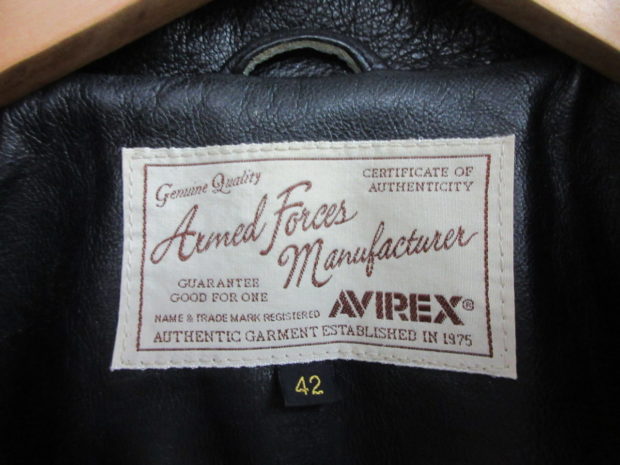 Genuine Quality
CERTIFICATE OF
AUTHENTICITY
Armed Forces
Manufacturer
GUARANTEE
GOOD FOR ONE
NAME & TRADE MARK REGISTERED
AVIREX®
AUTHENTIC GARMENT ESTABLISHED IN 1975
42